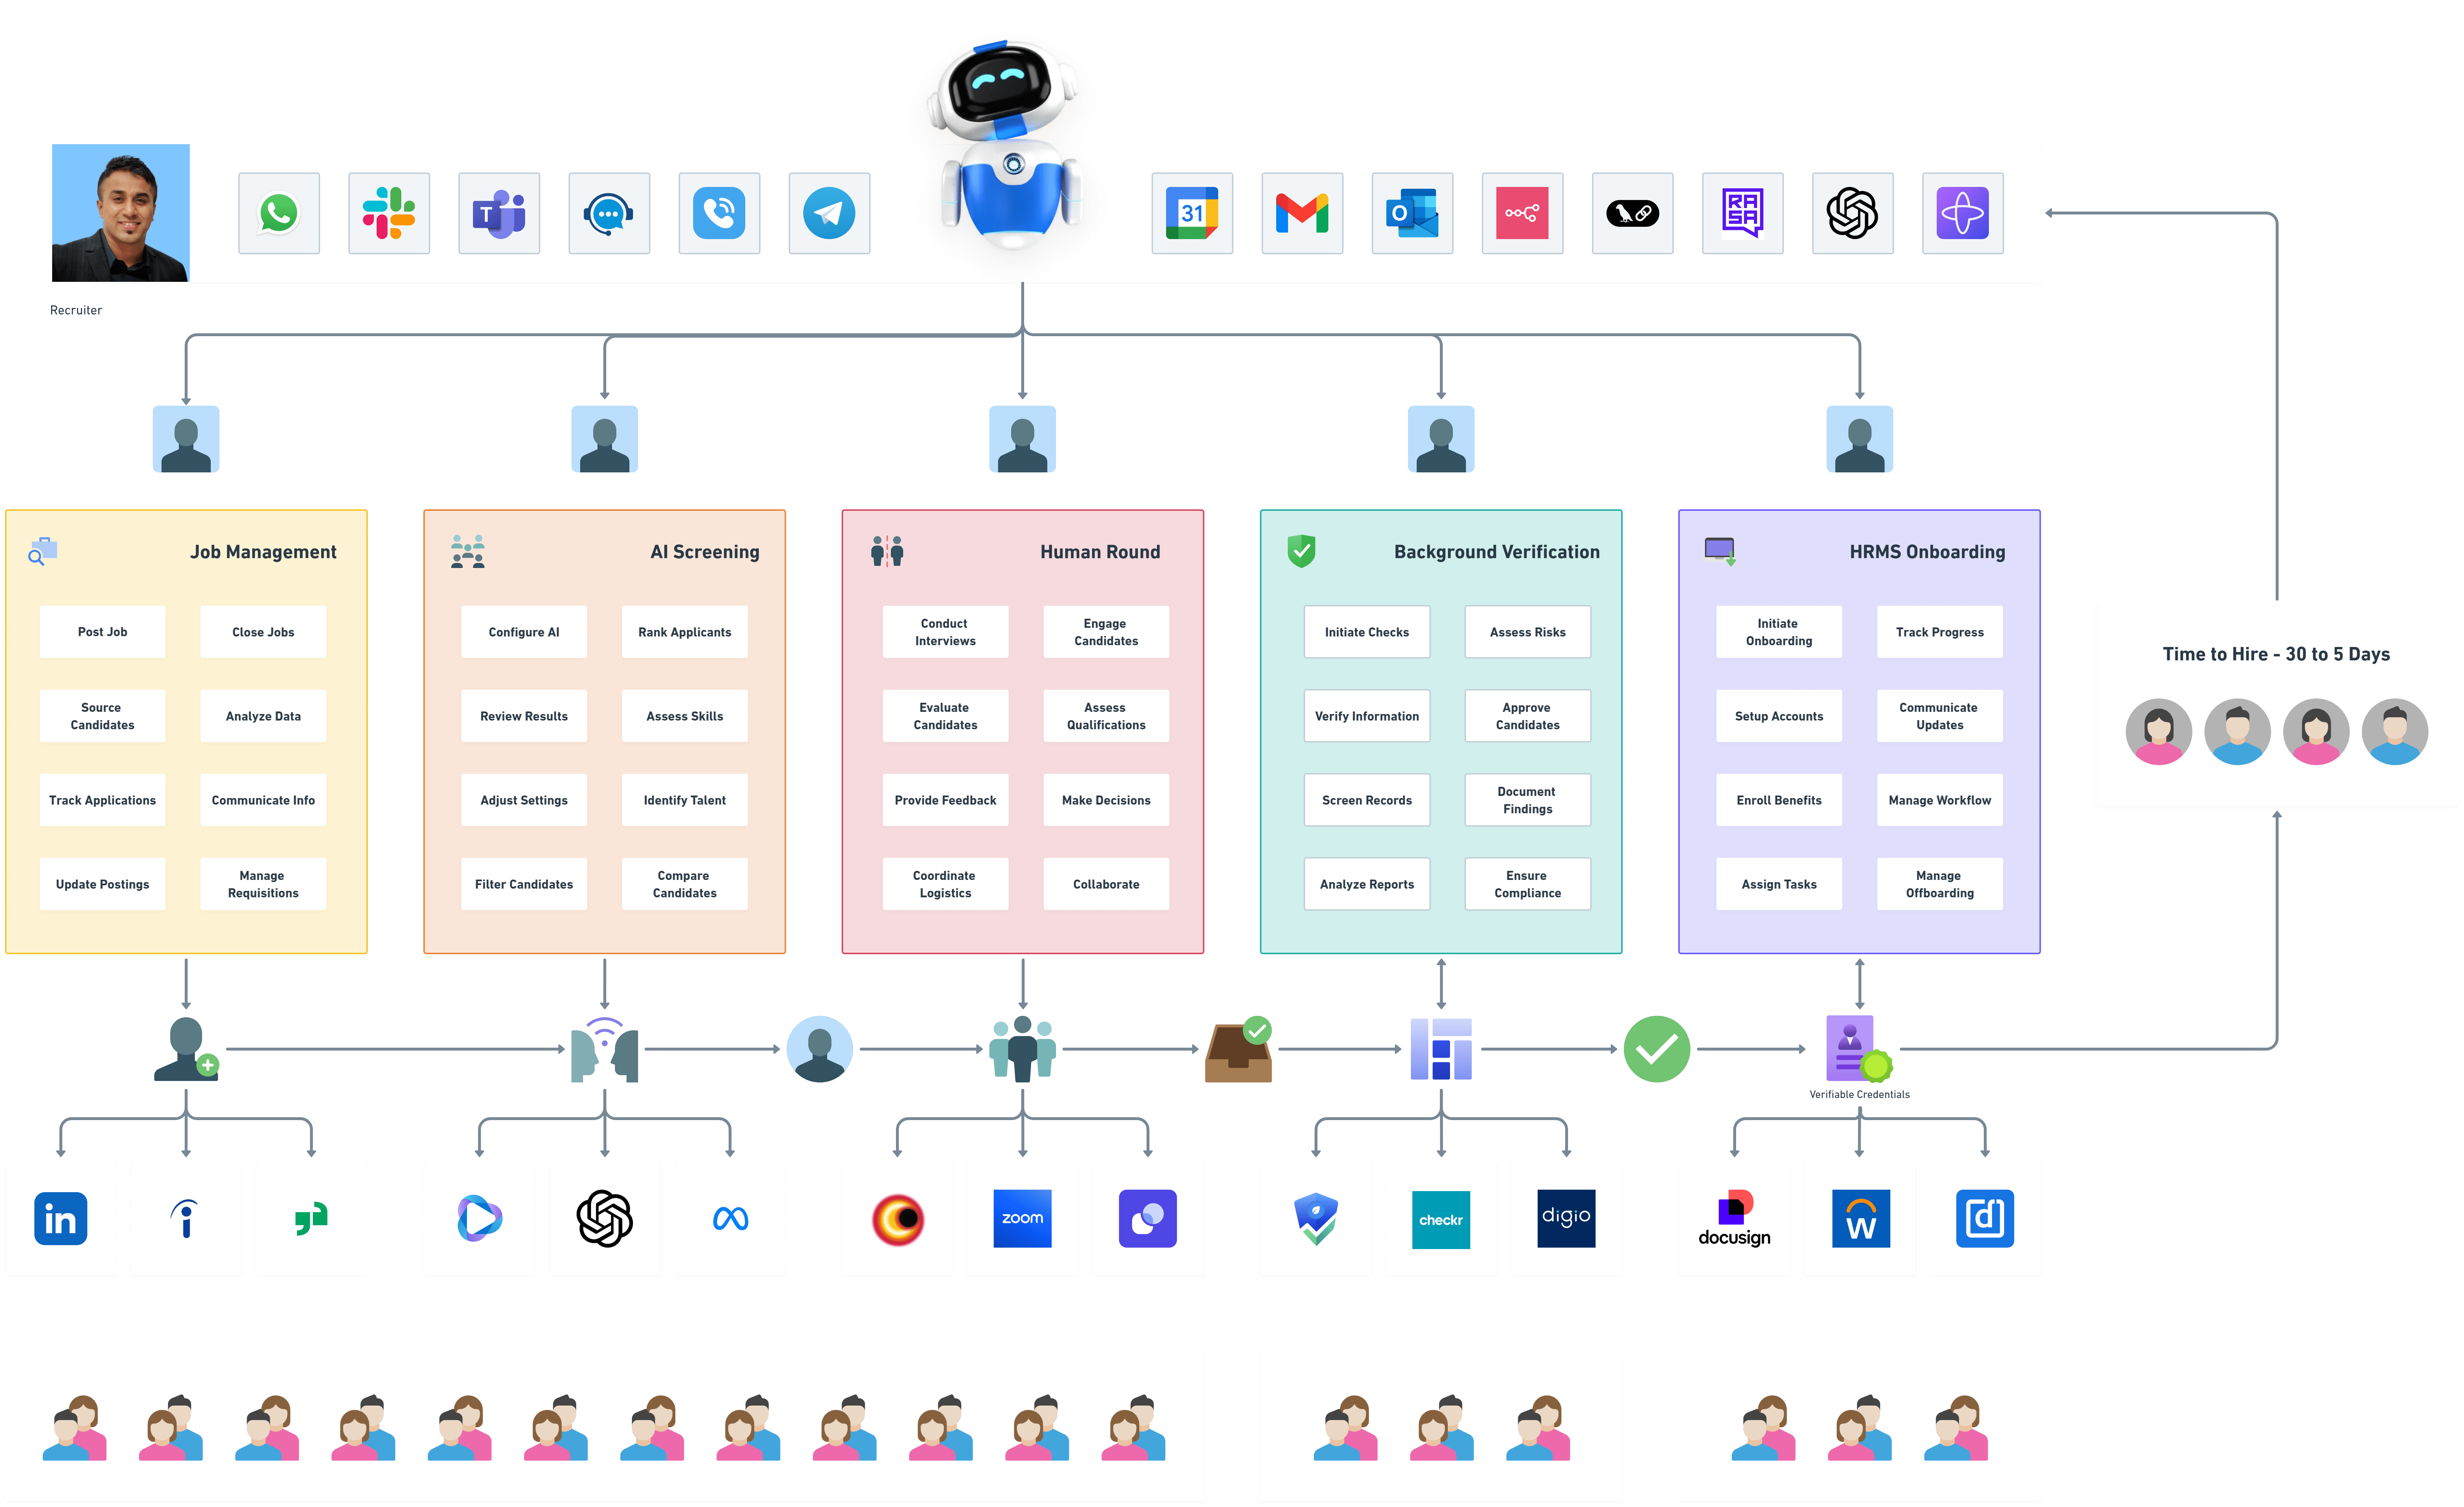 31
T
O
RA
SA
Recruiter
Job Management
Post Job
Close Jobs
Source
Candidates
Analyze Data
Track Applications
Communicate Info
Update Postings
Manage
Requisitions
AI Screening
Configure AI
Rank Applicants
Review Results
Assess Skills
Adjust Settings
Identify Talent
Filter Candidates
Compare
Candidates
Human Round
Conduct
Interviews
Engage
Candidates
Evaluate
Candidates
Assess
Qualifications
Provide Feedback
Make Decisions
Coordinate
Logistics
Collaborate
Background Verification
Initiate Checks
Assess Risks
Verify Information
Approve
Candidates
Screen Records
Document
Findings
Analyze Reports
Ensure
Compliance
HRMS Onboarding
Initiate
Onboarding
Track Progress
Setup Accounts
Communicate
Updates
Enroll Benefits
Manage Workflow
Assign Tasks
Manage
Offboarding
Time to Hire - 30 to 5 Days
Verifiable Credentials
in
i
zoom
checkr
digio
docusign
w
d